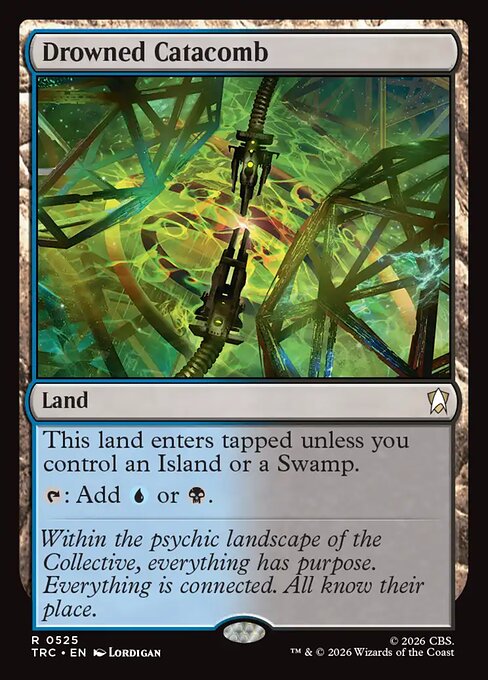 Drowned Catacomb
Land
This land enters tapped unless you
control an Island or a Swamp.
: Add or .
Within the psychic landscape of the
Collective, everything has purpose.
Everything is connected. All know their
place.
R 0525
TRC • EN LORDIGAN
© 2026 CBS.
™ & © 2026 Wizards of the Coast